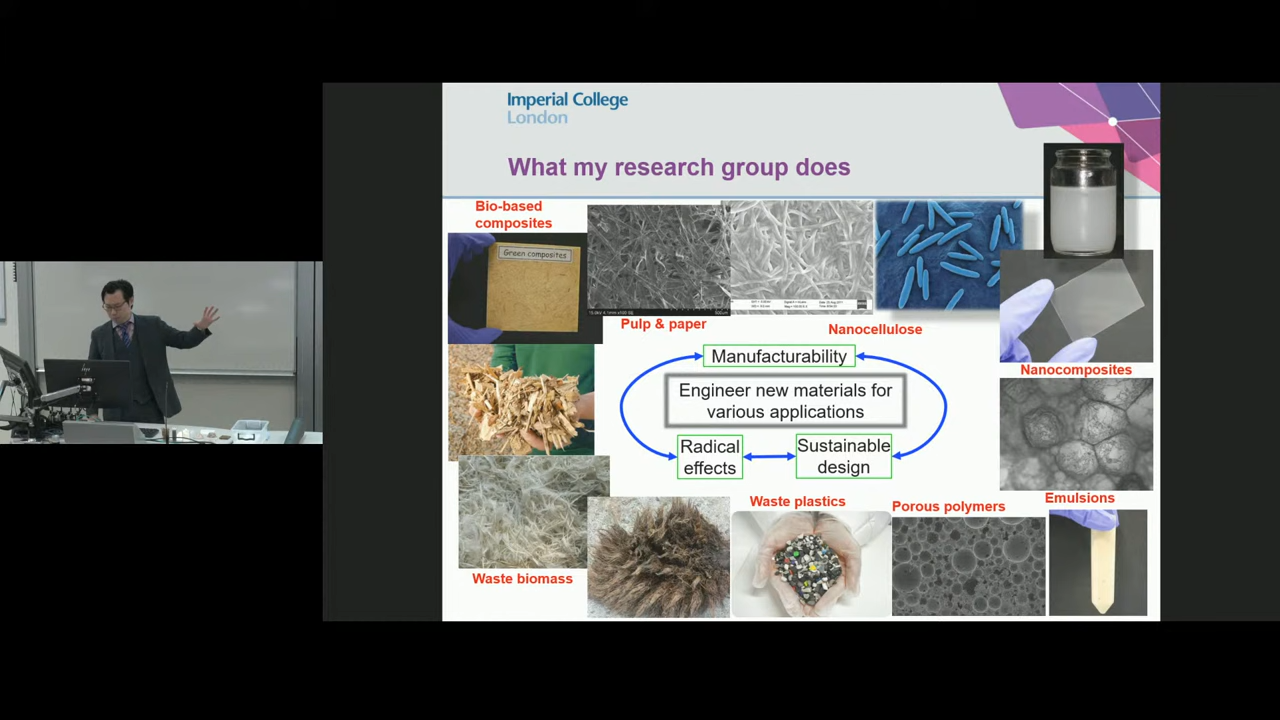 Imperial College
London
What my research group does
Bio-based
composites
Green composites
Pulp & paper
Nanocellulose
Nanocomposites
Manufacturability
Engineer new materials for
various applications
Radical
effects
Sustainable
design
Emulsions
Waste plastics
Porous polymers
Waste biomass